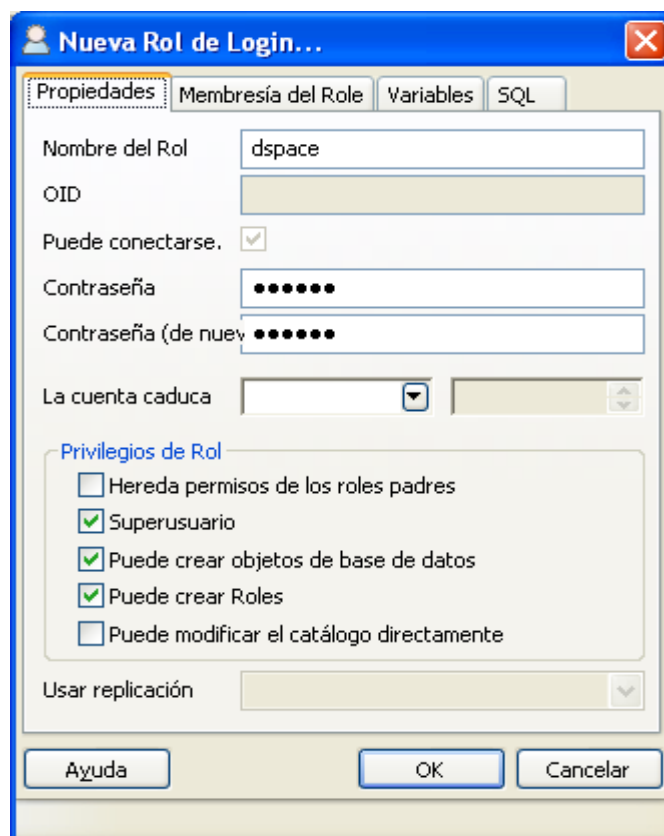 Nueva Rol de Login...
Propiedades Membresía del Role Variables SQL
Nombre del Rol dspace
OID
Puede conectarse.
Contraseña ●●●●●●
Contraseña (de nuev ●●●●●●
La cuenta caduca
Privilegios de Rol
Hereda permisos de los roles padres
Superusuario
Puede crear objetos de base de datos
Puede crear Roles
Puede modificar el catálogo directamente
Usar replicación
Ayuda OK Cancelar